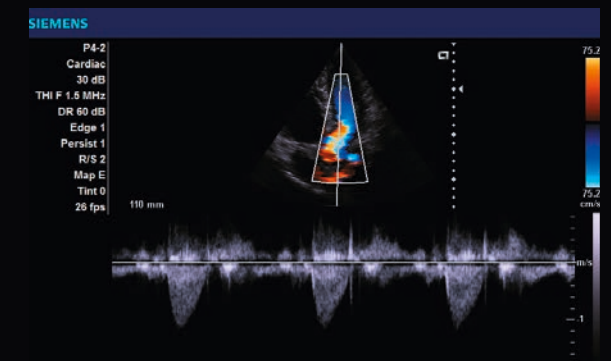 SIEMENS
P4-2
Cardiac
30 dB
THI F 1.5 MHz
DR 60 dB
Edge 1
Persist 1
R/S 2
Map E
Tint 0
26 fps
110 mm
75.2
75.2
cm/s
m/s
-1